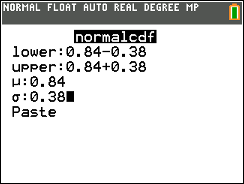 NORMAL FLOAT AUTO REAL DEGREE MP
normalcdf
lower:0.84-0.38
upper:0.84+0.38
μ:0.84
σ:0.38
Paste